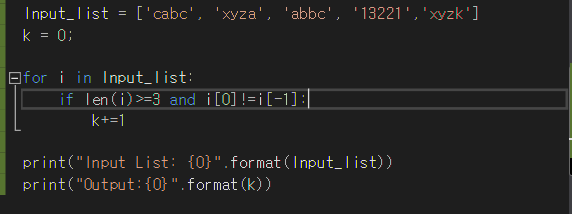 Input_list = ['cabc', 'xyza', 'abbc', '13221','xyzk']
k = 0;
for i in Input_list:
if len(i)>=3 and i[0]!=i[-1]:
k+=1
print("Input List: {0}".format(Input_list))
print("Output:{0}".format(k))